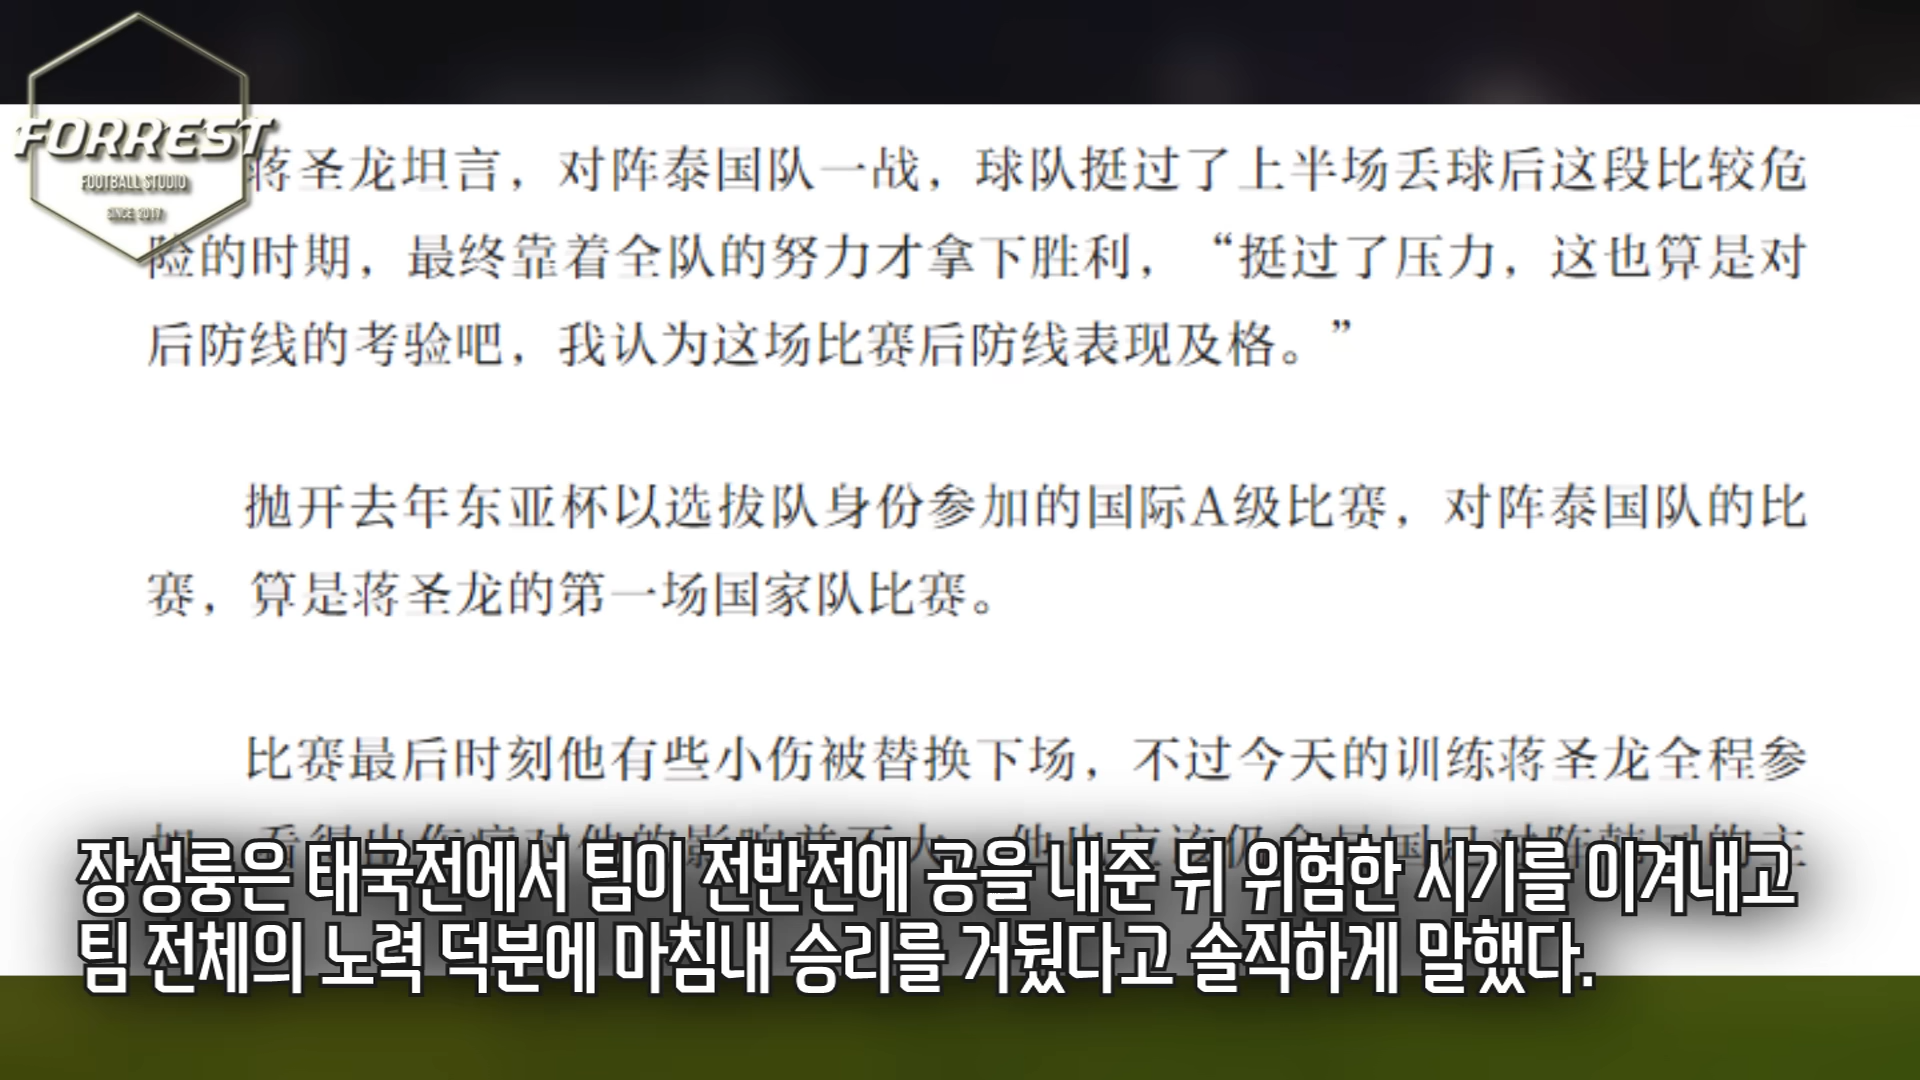 FORREST
FOOTBALL STUDIO
SINCE 2017
蒋圣龙坦言，对阵泰国队一战，球队挺过了上半场丢球后这段比较危
险的时期，最终靠着全队的努力才拿下胜利，“挺过了压力，这也算是对
后防线的考验吧，我认为这场比赛后防线表现及格。”
抛开去年东亚杯以选拔队身份参加的国际A级比赛，对阵泰国队的比
赛，算是蒋圣龙的第一场国家队比赛。
比赛最后时刻他有些小伤被替换下场，不过今天的训练蒋圣龙全程参
장성룽은 태국전에서 팀이 전반전에 공을 내준 뒤 위험한 시기를 이겨내고
팀 전체의 노력 덕분에 마침내 승리를 거뒀다고 솔직하게 말했다.